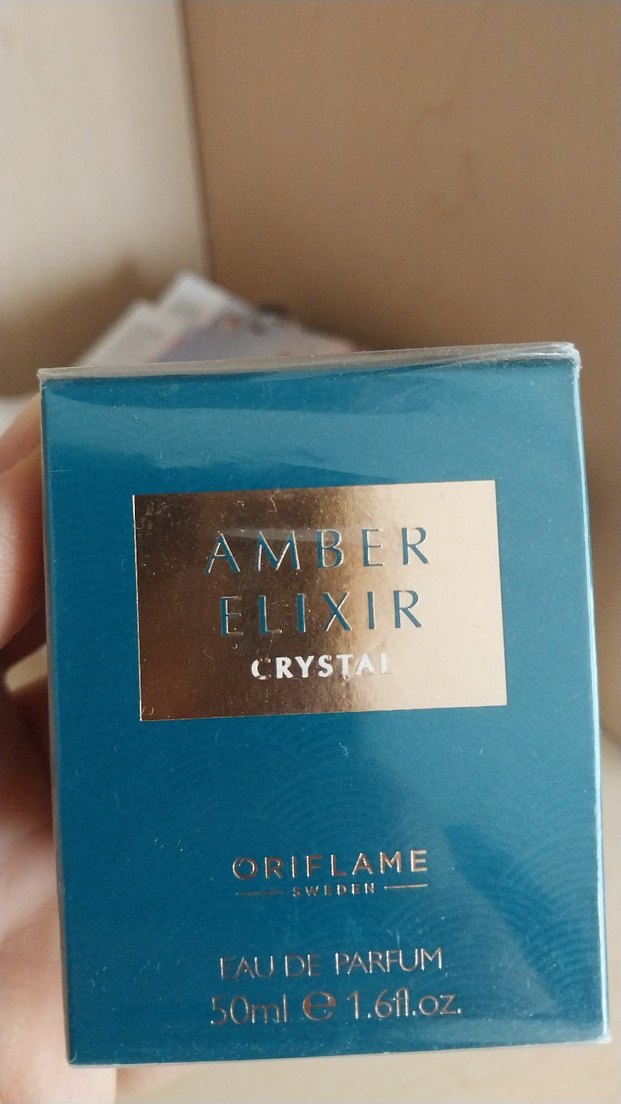 AMBER
ELIXIR
CRYSTAL
ORIFLAME
SWEDEN
EAU DE PARFUM
50ml e 1.6fl.oz.